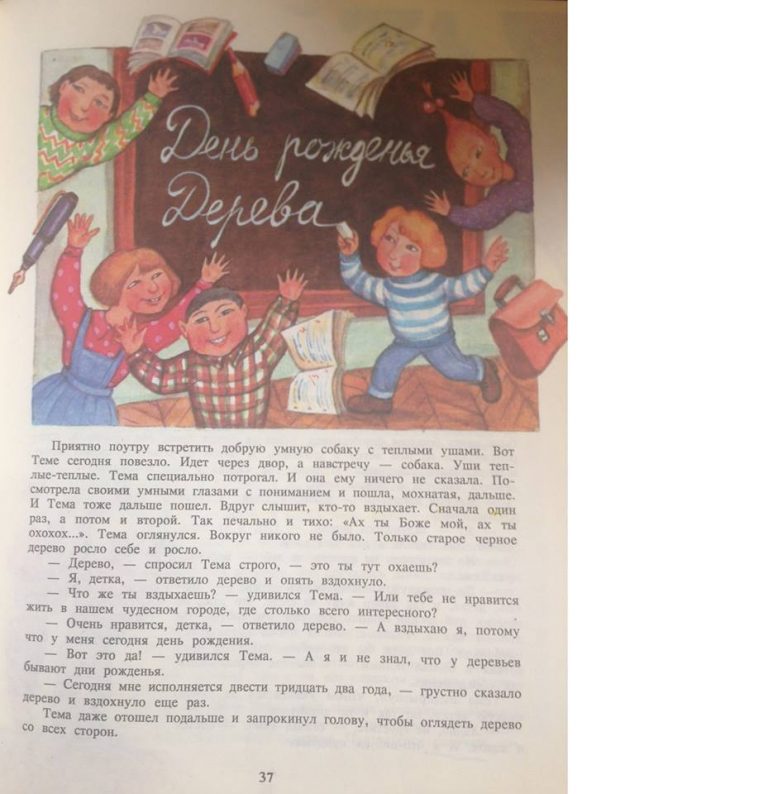 День рожденья
Дерева
Приятно поутру встретить добрую умную собаку с теплыми ушами. Вот
Теме сегодня повезло. Идет через двор, а навстречу — собака. Уши теп-
лые-теплые. Тема специально потрогал. И она ему ничего не сказала. По-
смотрела своими умными глазами с пониманием и пошла, мохнатая, дальше.
И Тема тоже дальше пошел. Вдруг слышит, кто-то вздыхает. Сначала один
раз, а потом и второй. Так печально и тихо: «Ах ты Боже мой, ах ты
охохох...». Тема оглянулся. Вокруг никого не было. Только старое черное
дерево росло себе и росло.
— Дерево, — спросил Тема строго, — это ты тут охаешь?
— Я, детка, — ответило дерево и опять вздохнуло.
— Что же ты вздыхаешь? — удивился Тема. — Или тебе не нравится
жить в нашем чудесном городе, где столько всего интересного?
— Очень нравится, детка, — ответило дерево. — А вздыхаю я, потому
что у меня сегодня день рождения.
— Вот это да! — удивился Тема. — А я и не знал, что у деревьев
бывают дни рожденья.
— Сегодня мне исполняется двести тридцать два года, — грустно сказало
дерево и вздохнуло еще раз.
Тема даже отошел подальше и запрокинул голову, чтобы оглядеть дерево
со всех сторон.
37